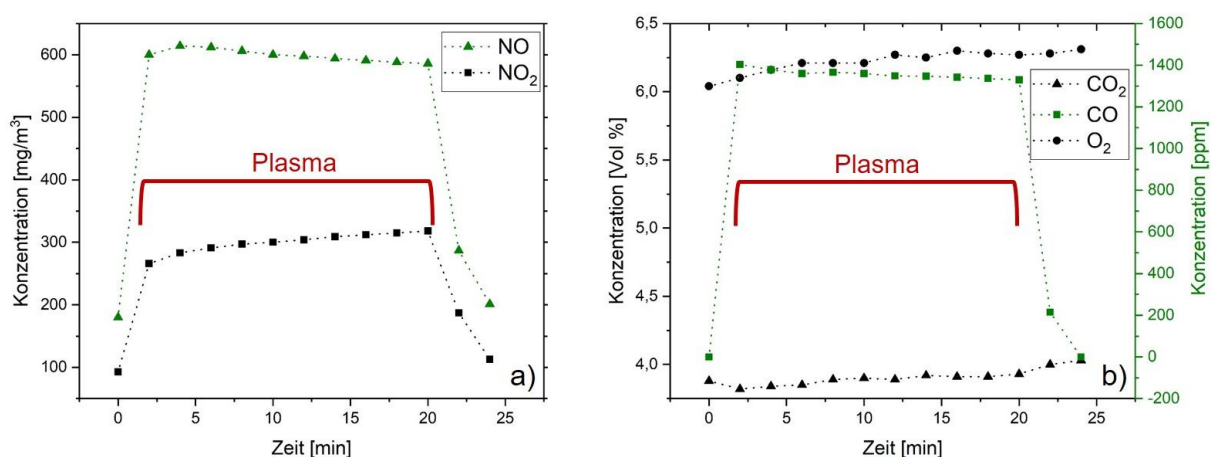 600
500
400
300
200
100
Konzentration [mg/m³]
0
5
10
15
20
25
Zeit [min]
NO
NO₂
Plasma
a)
6,5
6,0
5,5
5,0
4,5
4,0
Konzentration [Vol %]
0
5
10
15
20
25
Zeit [min]
CO₂
CO
O₂
Plasma
b)
1600
1400
1200
1000
800
600
400
200
0
-200
Konzentration [ppm]